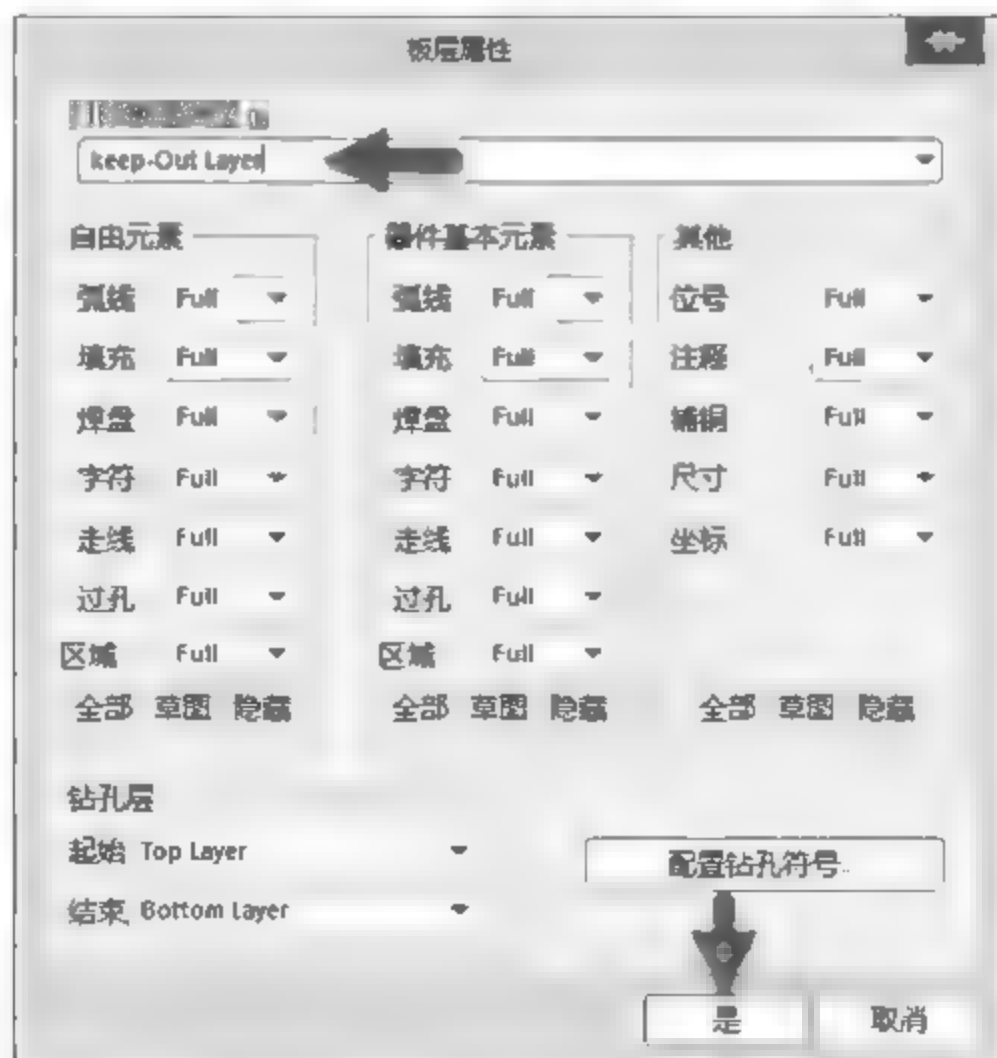 板层属性
keep-Out Layer
自由元素 器件基本元素 其他
弧线 Full 弧线 Full 位号 Full
填充 Full 填充 Full 注释 Full
焊盘 Full 焊盘 Full 铺铜 Full
字符 Full 字符 Full 尺寸 Full
走线 Full 走线 Full 坐标 Full
过孔 Full 过孔 Full
区域 Full 区域 Full
全部 草图 隐藏 全部 草图 隐藏 全部 草图 隐藏
钻孔层
起始 Top Layer
配置钻孔符号...
结束 Bottom Layer
是 取消